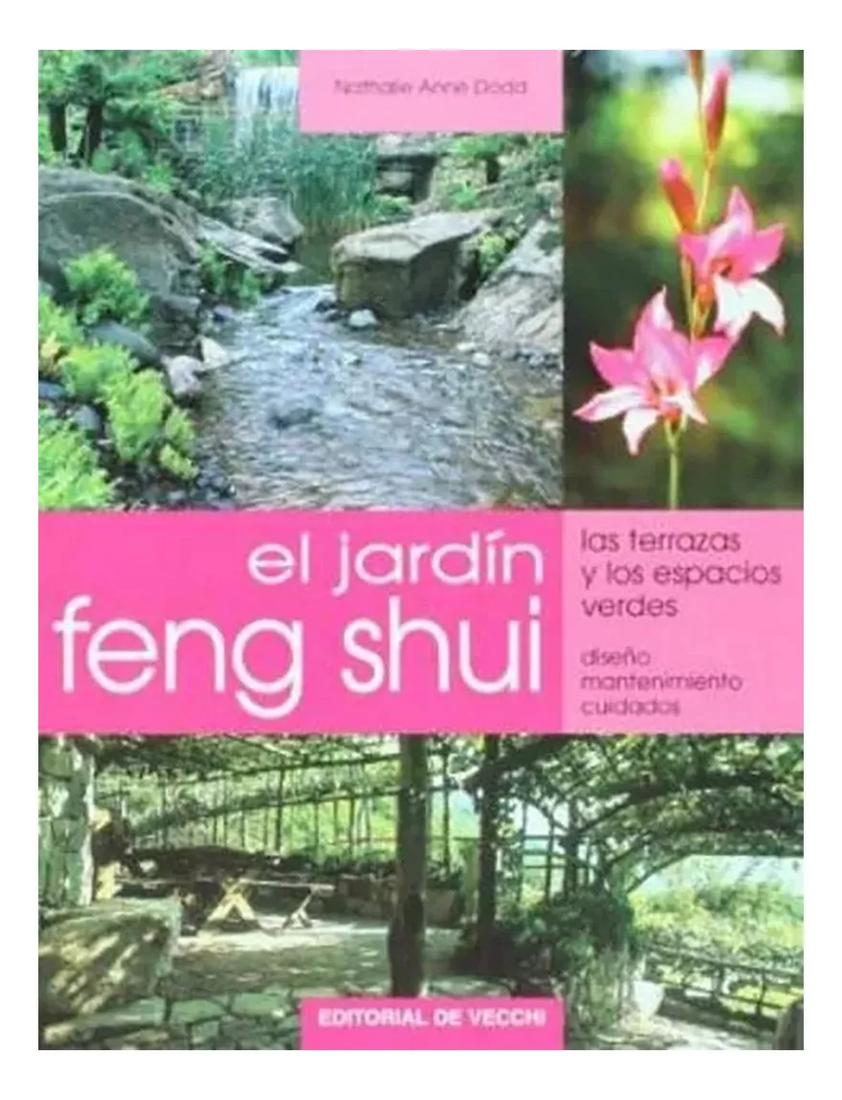 Nathalie Anne Dodd
el jardín
feng shui
las terrazas
y los espacios
verdes
diseño
mantenimiento
cuidados
EDITORIAL DE VECCHI